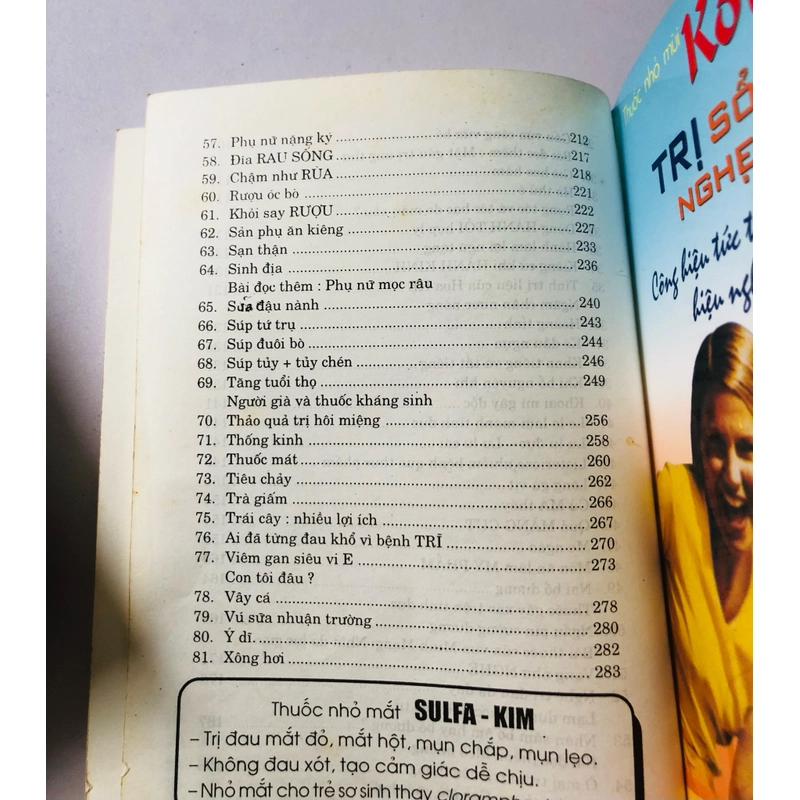 57. Phụ nữ nặng ký 212
58. Đĩa RAU SỐNG 217
59. Chậm như RÙA 218
60. Rượu óc bò 221
61. Khỏi say RƯỢU 222
62. Sản phụ ăn kiêng 227
63. Sạn thận 233
64. Sinh địa 236
Bài đọc thêm : Phụ nữ mọc râu
65. Sữa đậu nành 240
66. Súp tứ trụ 243
67. Súp đuôi bò 244
68. Súp tủy + tủy chén 246
69. Tăng tuổi thọ 249
Người già và thuốc kháng sinh
70. Thảo quả trị hôi miệng 256
71. Thống kinh 258
72. Thuốc mát 260
73. Tiêu chảy 262
74. Trà giấm 266
75. Trái cây : nhiều lợi ích 267
76. Ai đã từng đau khổ vì bệnh TRĨ 270
77. Viêm gan siêu vi E 273
Con tôi đâu ?
78. Vây cá 278
79. Vú sữa nhuận trường 280
80. Ý dĩ. 282
81. Xông hơi 283
Thuốc nhỏ mắt SULFA - KIM
– Trị đau mắt đỏ, mắt hột, mụn chắp, mụn lẹo.
– Không đau xót, tạo cảm giác dễ chịu.
– Nhỏ mắt cho trẻ sơ sinh thay
Thuốc nhỏ mũi
TRỊ SỔ
NGHẸ
Công hiệu tức t
hiệu ngh